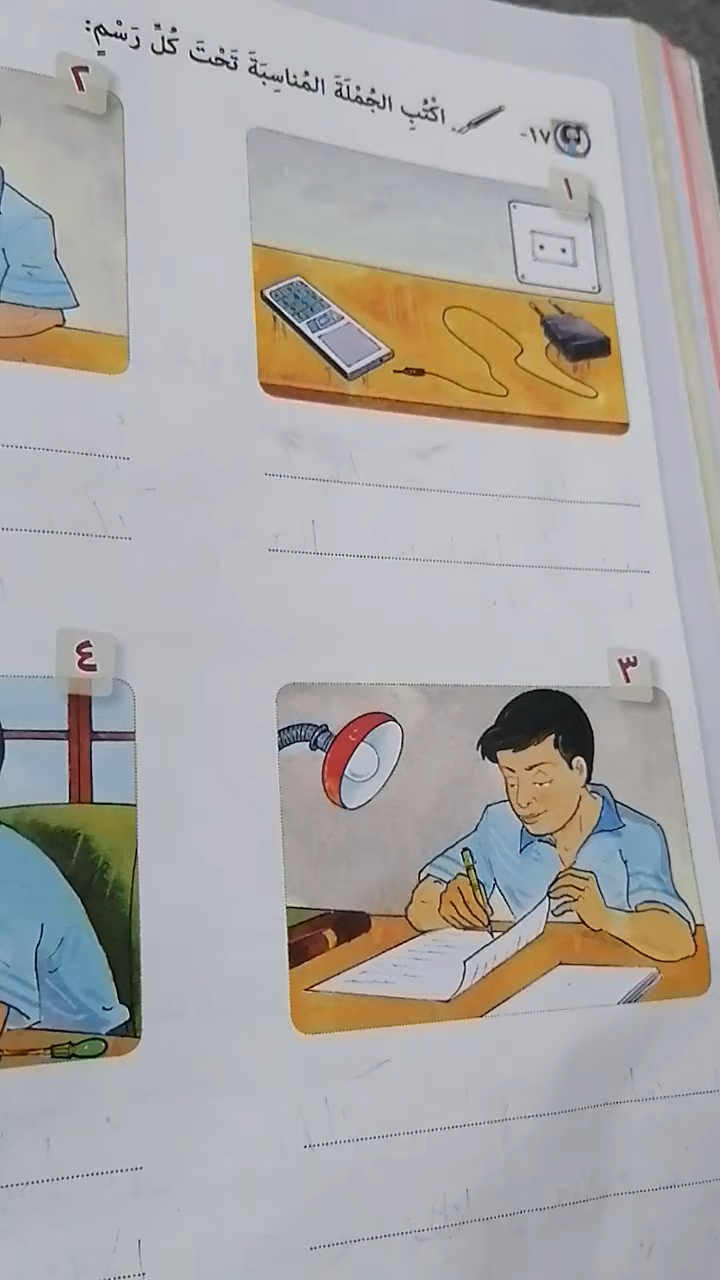 ١٧- اكْتُبِ الجُمْلَةَ المُناسِبَةَ تَحْتَ كُلِّ رَسْمٍ:
١
٢
٣
٤